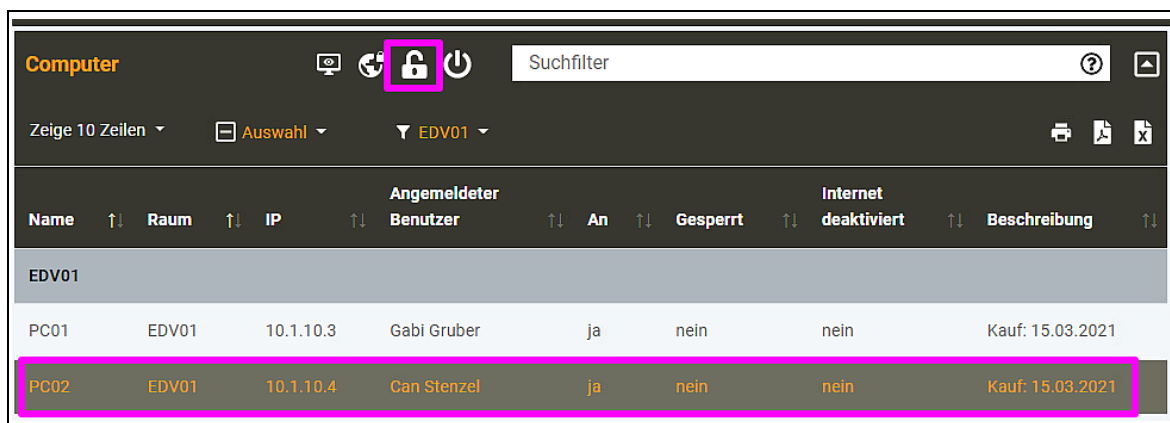 Computer Suchfilter
Zeige 10 Zeilen Auswahl EDV01
Name Raum IP Angemeldeter Benutzer An Gesperrt Internet deaktiviert Beschreibung
EDV01
PC01 EDV01 10.1.10.3 Gabi Gruber ja nein nein Kauf: 15.03.2021
PC02 EDV01 10.1.10.4 Can Stenzel ja nein nein Kauf: 15.03.2021